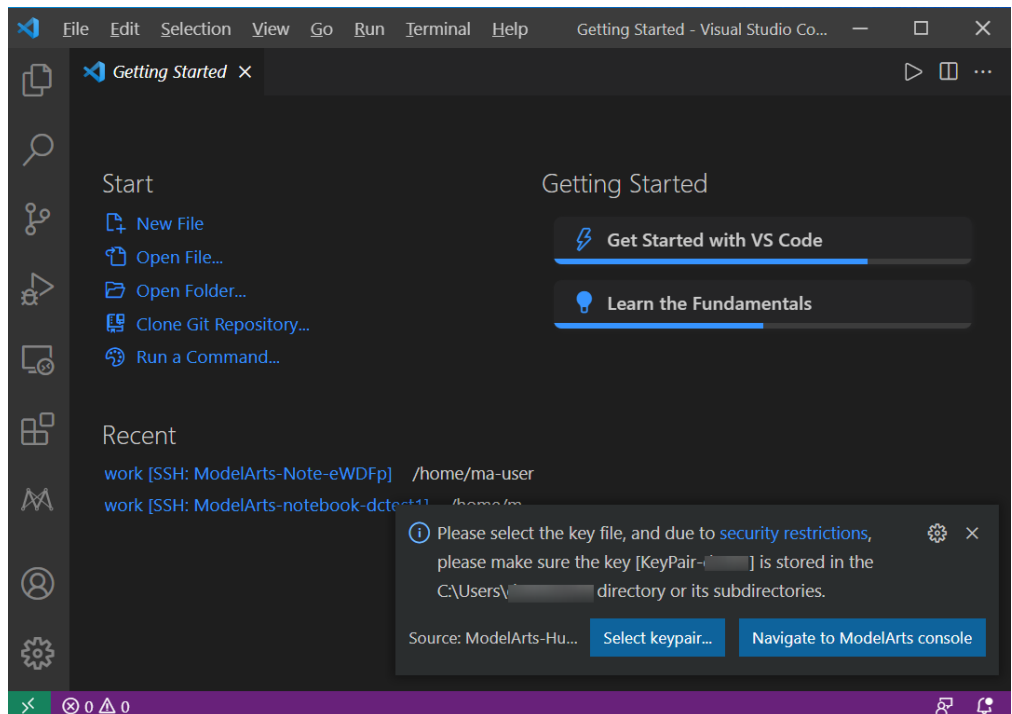 File Edit Selection View Go Run Terminal Help Getting Started - Visual Studio Co...
Getting Started
Start
New File
Open File...
Open Folder...
Clone Git Repository...
Run a Command...
Getting Started
Get Started with VS Code
Learn the Fundamentals
Recent
work [SSH: ModelArts-Note-eWDFp] /home/ma-user
work [SSH: ModelArts-notebook-dctest1] /home/m
Please select the key file, and due to security restrictions,
please make sure the key [KeyPair- ] is stored in the
C:\Users\ directory or its subdirectories.
Source: ModelArts-Hu... Select keypair... Navigate to ModelArts console
0 0